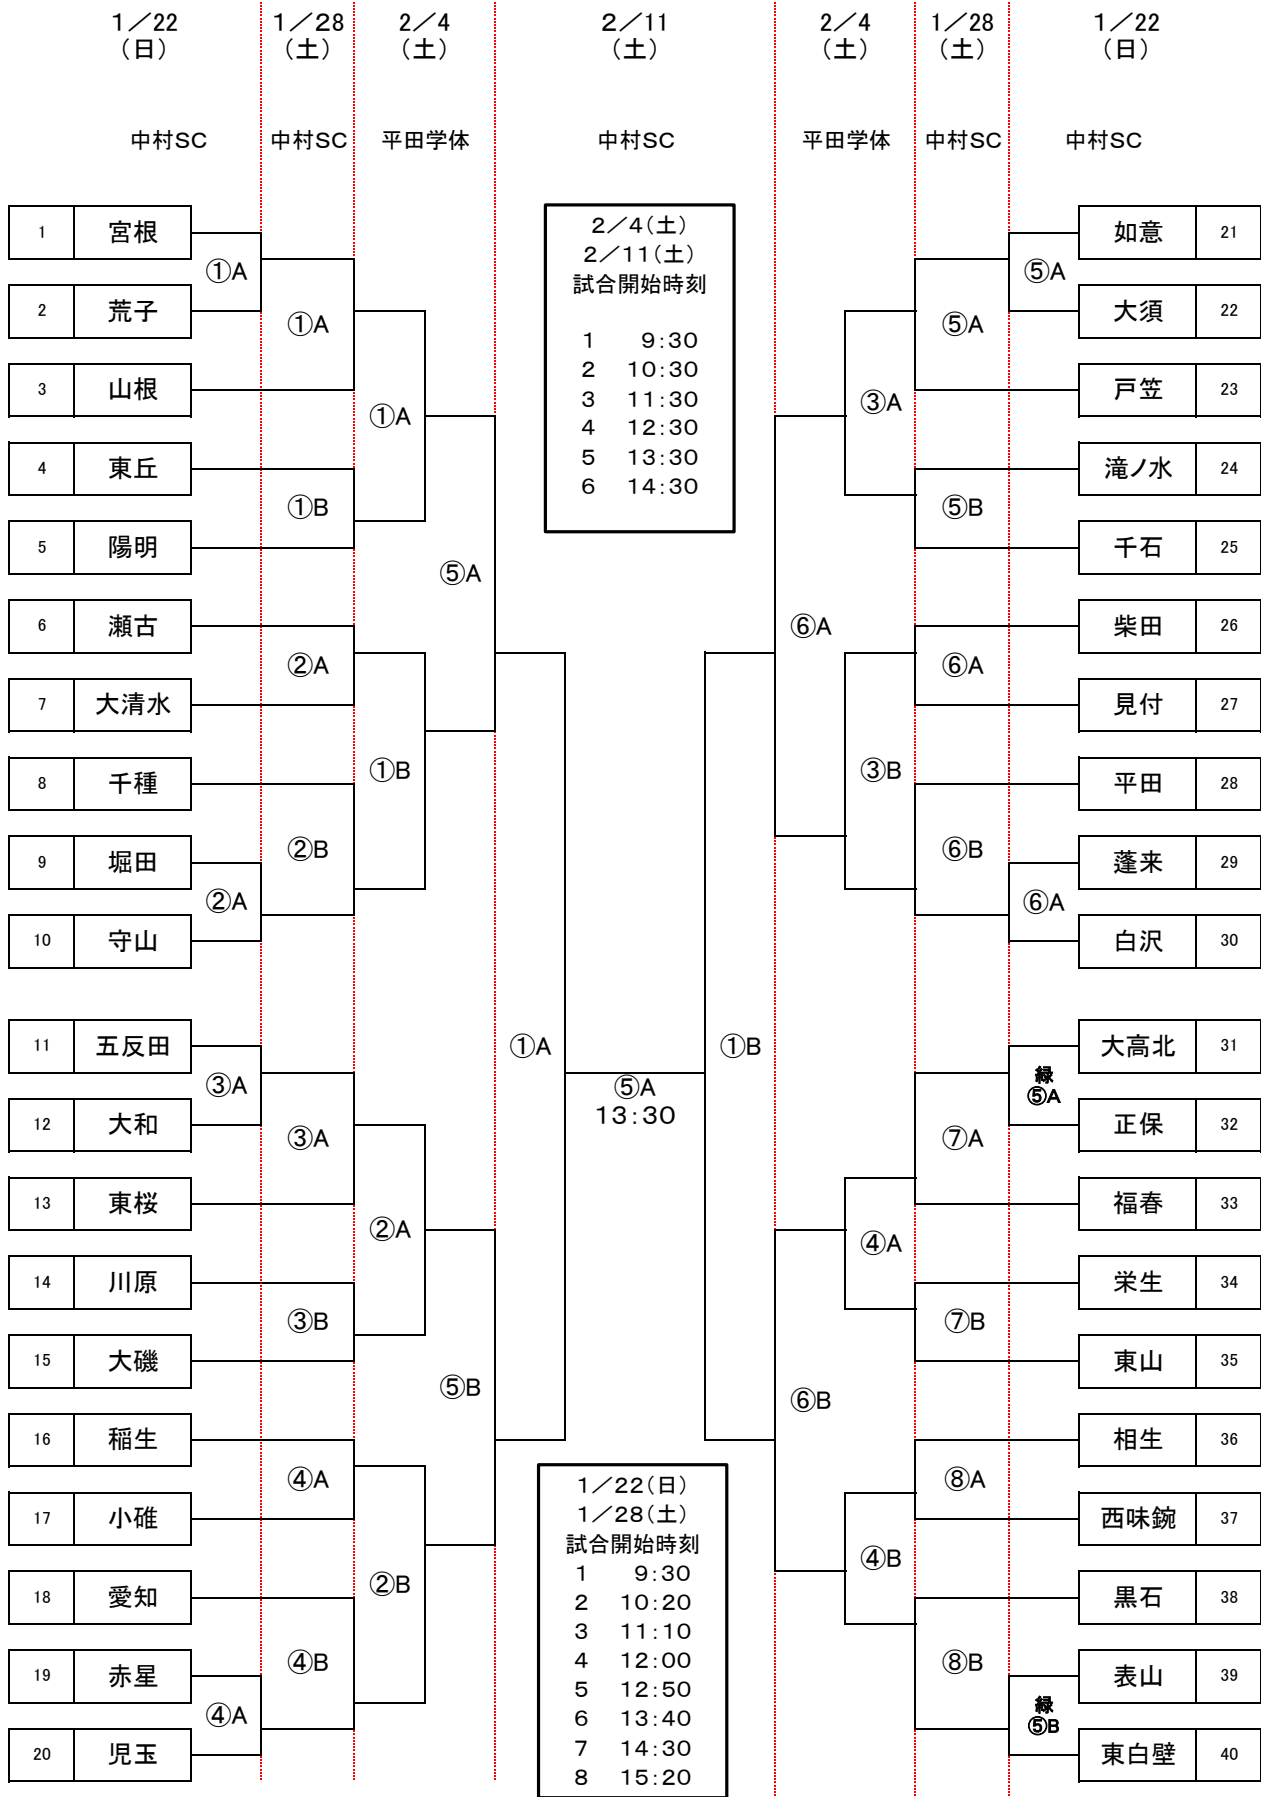 1／22 1／28 2/4 2／11 2/4 1／28 1／22
（日） （土） （土） （土） （土） （土） （日）
中村SC 中村SC 平田学体 中村SC 平田学体 中村SC 中村SC
1 宮根
①A
2 荒子
①A
3 山根
①A
4 東丘
①B
5 陽明
⑤A
6 瀬古
②A
7 大清水
①B
8 千種
②B
9 堀田
②A
10 守山
11 五反田
③A
12 大和
③A
13 東桜
②A
14 川原
③B
15 大磯
⑤B
16 稲生
④A
17 小碓
②B
18 愛知
④B
19 赤星
④A
20 児玉
①A
2／4(土)
2／11(土)
試合開始時刻
1 9:30
2 10:30
3 11:30
4 12:30
5 13:30
6 14:30
⑤A
13:30
1／22(日)
1／28(土)
試合開始時刻
1 9:30
2 10:20
3 11:10
4 12:00
5 12:50
6 13:40
7 14:30
8 15:20
①B
如意 21
⑤A
大須 22
⑤A
戸笠 23
③A
滝ノ水 24
⑤B
千石 25
⑥A
柴田 26
⑥A
見付 27
③B
平田 28
⑥B
蓬来 29
⑥A
白沢 30
大高北 31
緑
⑤A
正保 32
⑦A
福春 33
④A
栄生 34
⑦B
東山 35
⑥B
相生 36
⑧A
西味鋺 37
④B
黒石 38
⑧B
表山 39
緑
⑤B
東白壁 40